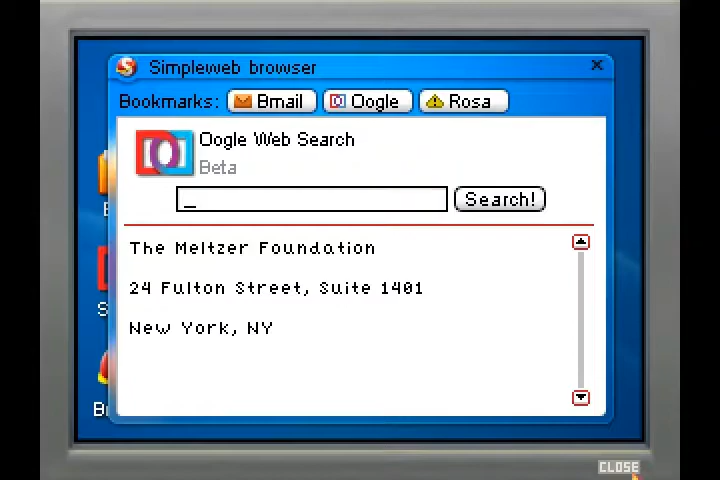 Simpleweb browser
Bookmarks: Bmail Oogle Rosa
Oogle Web Search
Beta
_ Search!
The Meltzer Foundation
24 Fulton Street, Suite 1401
New York, NY
CLOSE